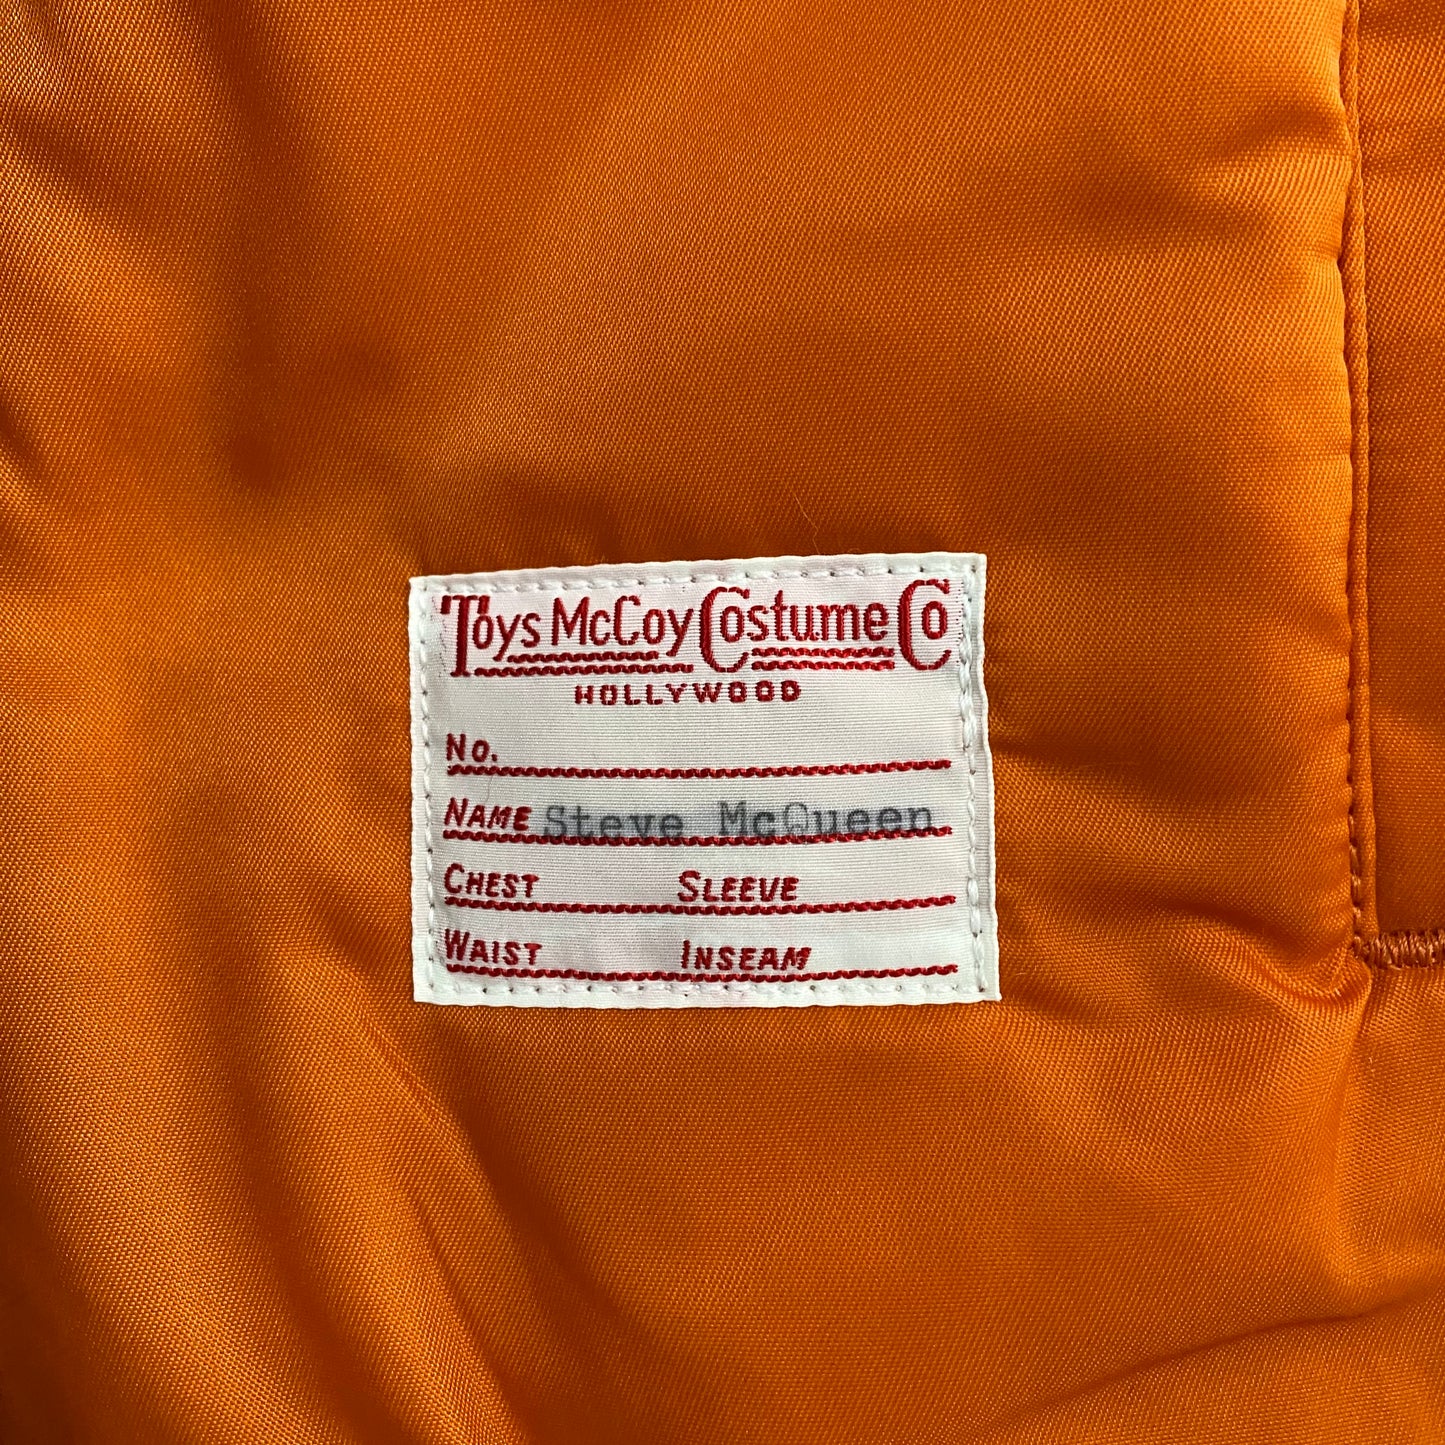 Toys McCoy Costume Co
HOLLYWOOD
No.
NAME Steve McQueen
CHEST SLEEVE
WAIST INSEAM